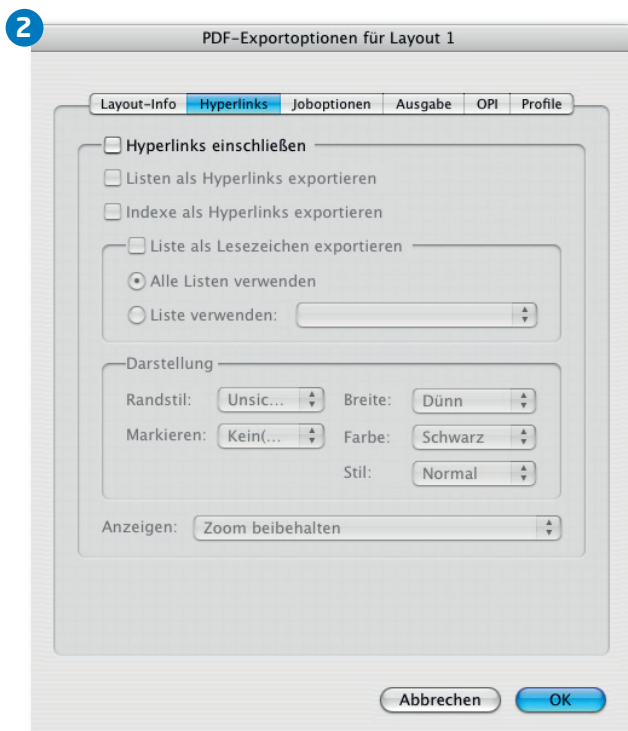 2
PDF-Exportoptionen für Layout 1
Layout-Info Hyperlinks Joboptionen Ausgabe OPI Profile
Hyperlinks einschließen
Listen als Hyperlinks exportieren
Indexe als Hyperlinks exportieren
Liste als Lesezeichen exportieren
Alle Listen verwenden
Liste verwenden:
Darstellung
Randstil: Unsic... Breite: Dünn
Markieren: Kein(... Farbe: Schwarz
Stil: Normal
Anzeigen: Zoom beibehalten
Abbrechen OK